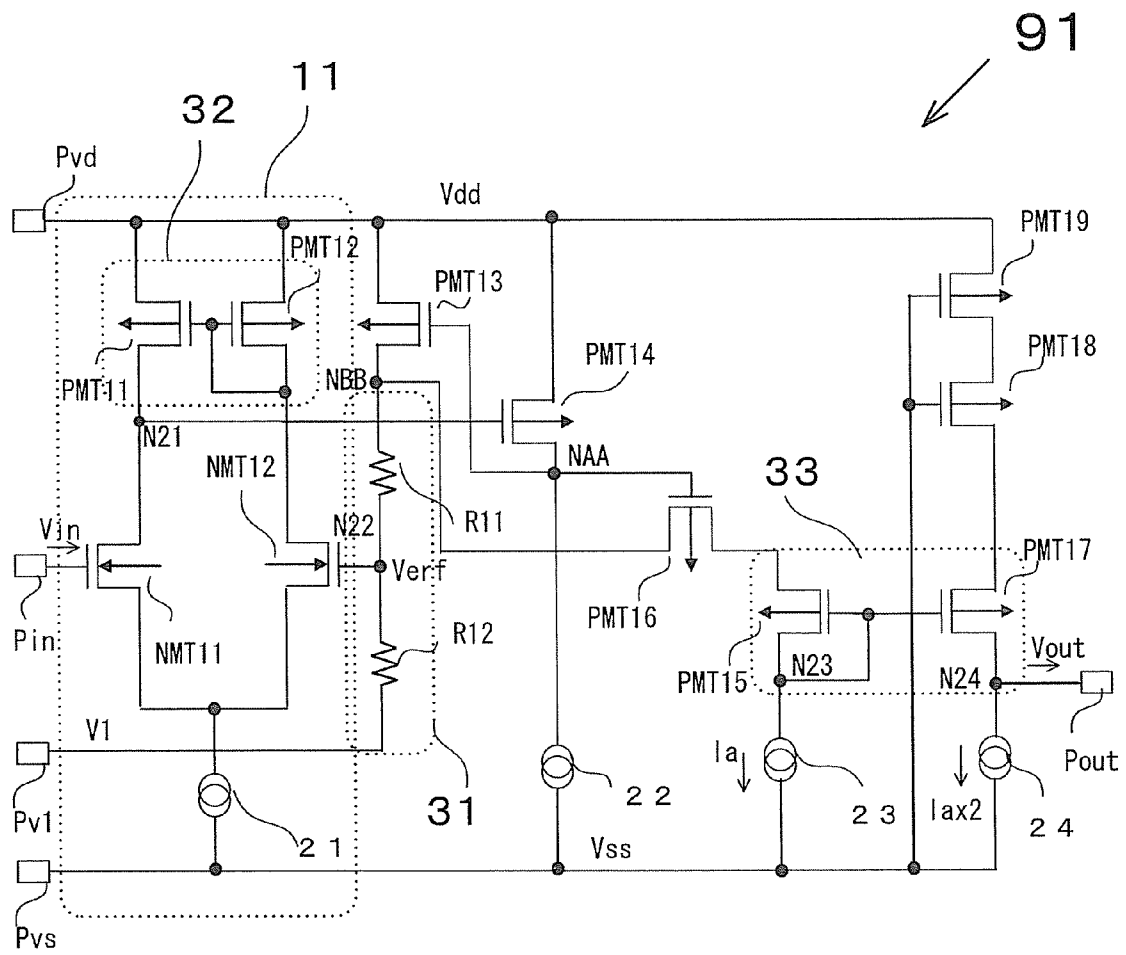 91
11
32
Pvd
Vdd
PMT19
PMT12
PMT13
PMT18
PMT14
PMT11
NBB
N21
NAA
33
NMT12
N22
R11
Vin
Verf
PMT17
PMT16
Pin
R12
NMT11
Vout
PMT15
N23
N24
V1
Ia
Pout
22
Iax2
31
23
24
Pv1
21
Vss
Pvs